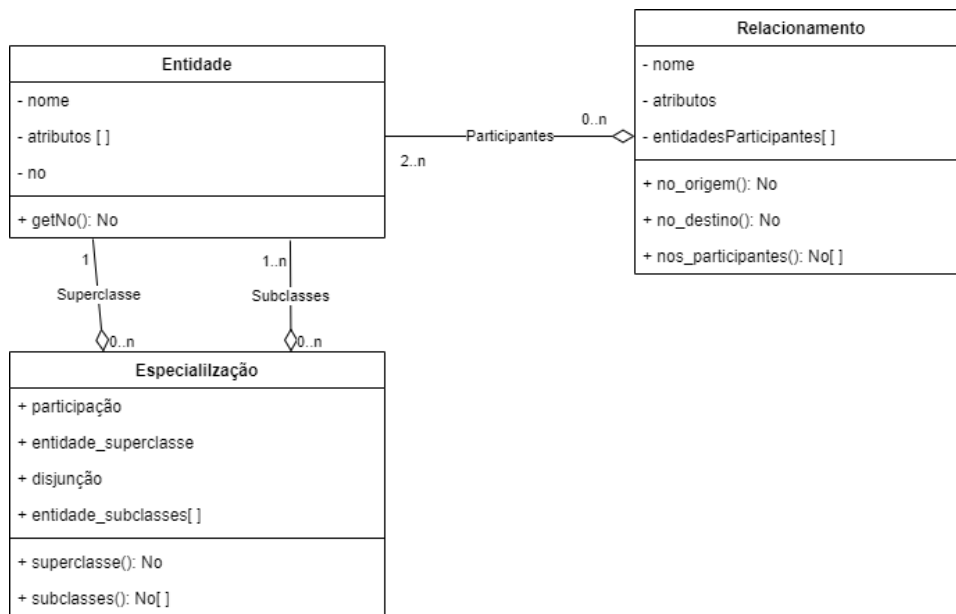 Entidade
- nome
- atributos [ ]
- no
+ getNo(): No
Relacionamento
- nome
- atributos
- entidadesParticipantes[ ]
+ no_origem(): No
+ no_destino(): No
+ nos_participantes(): No[ ]
0..n
Participantes
2..n
1
Superclasse
0..n
1..n
Subclasses
0..n
Especialilzação
+ participação
+ entidade_superclasse
+ disjunção
+ entidade_subclasses[ ]
+ superclasse(): No
+ subclasses(): No[ ]